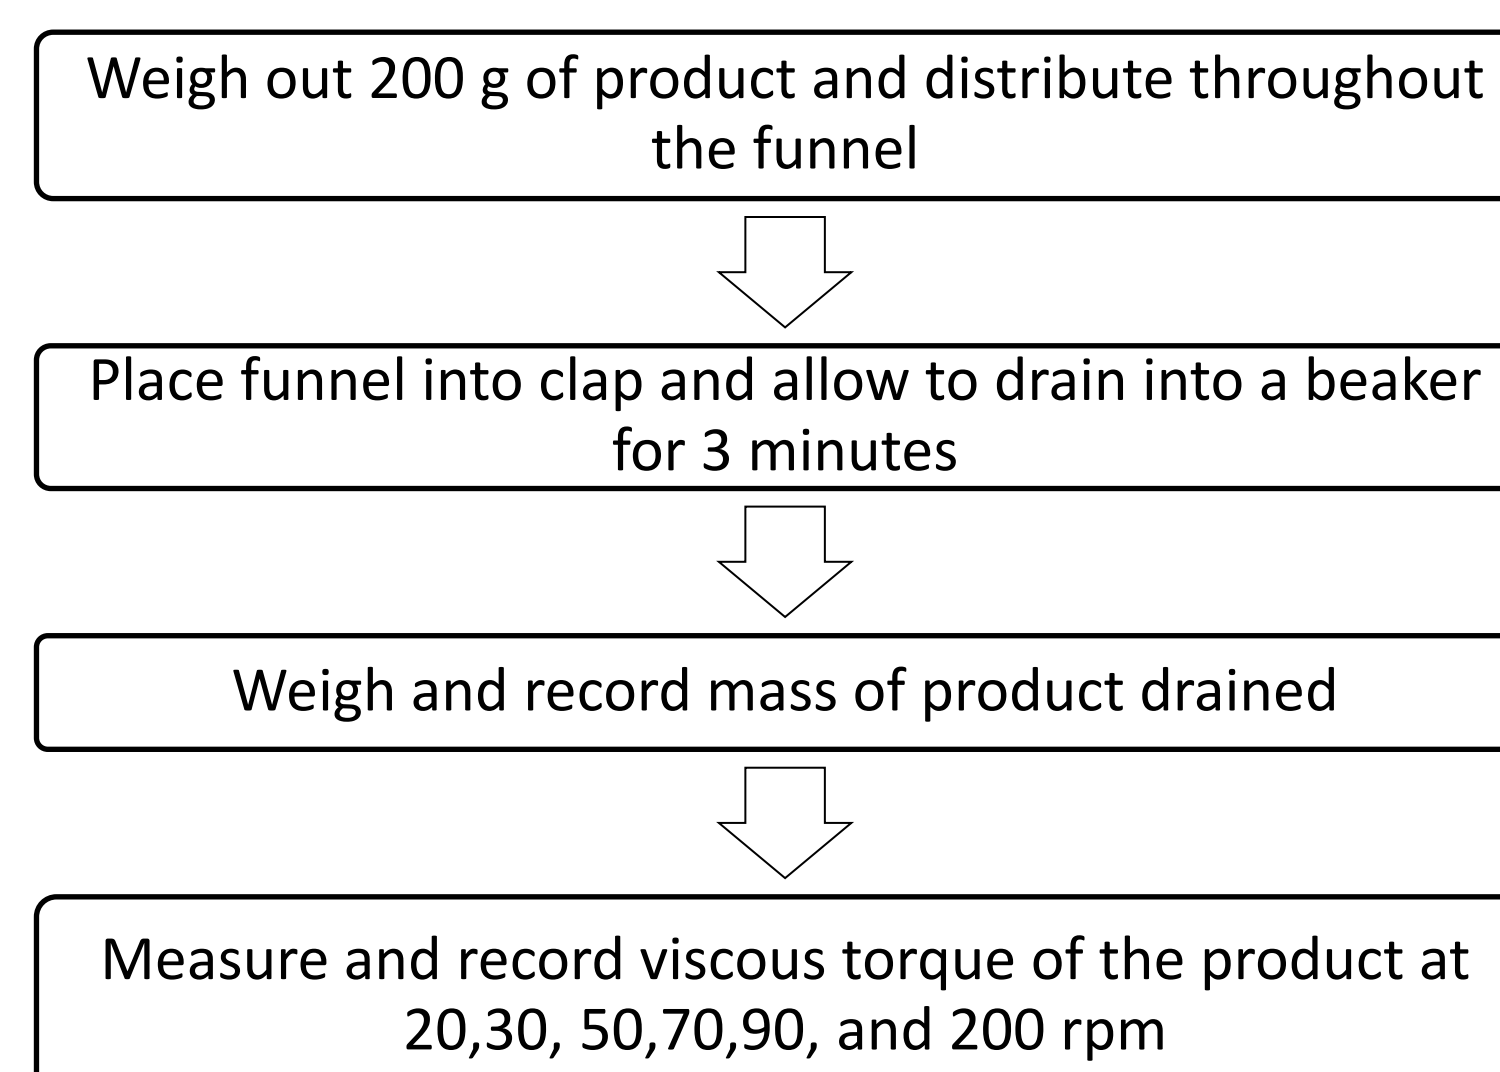 Weigh out 200 g of product and distribute throughout
the funnel
Place funnel into clap and allow to drain into a beaker
for 3 minutes
Weigh and record mass of product drained
Measure and record viscous torque of the product at
20,30, 50,70,90, and 200 rpm